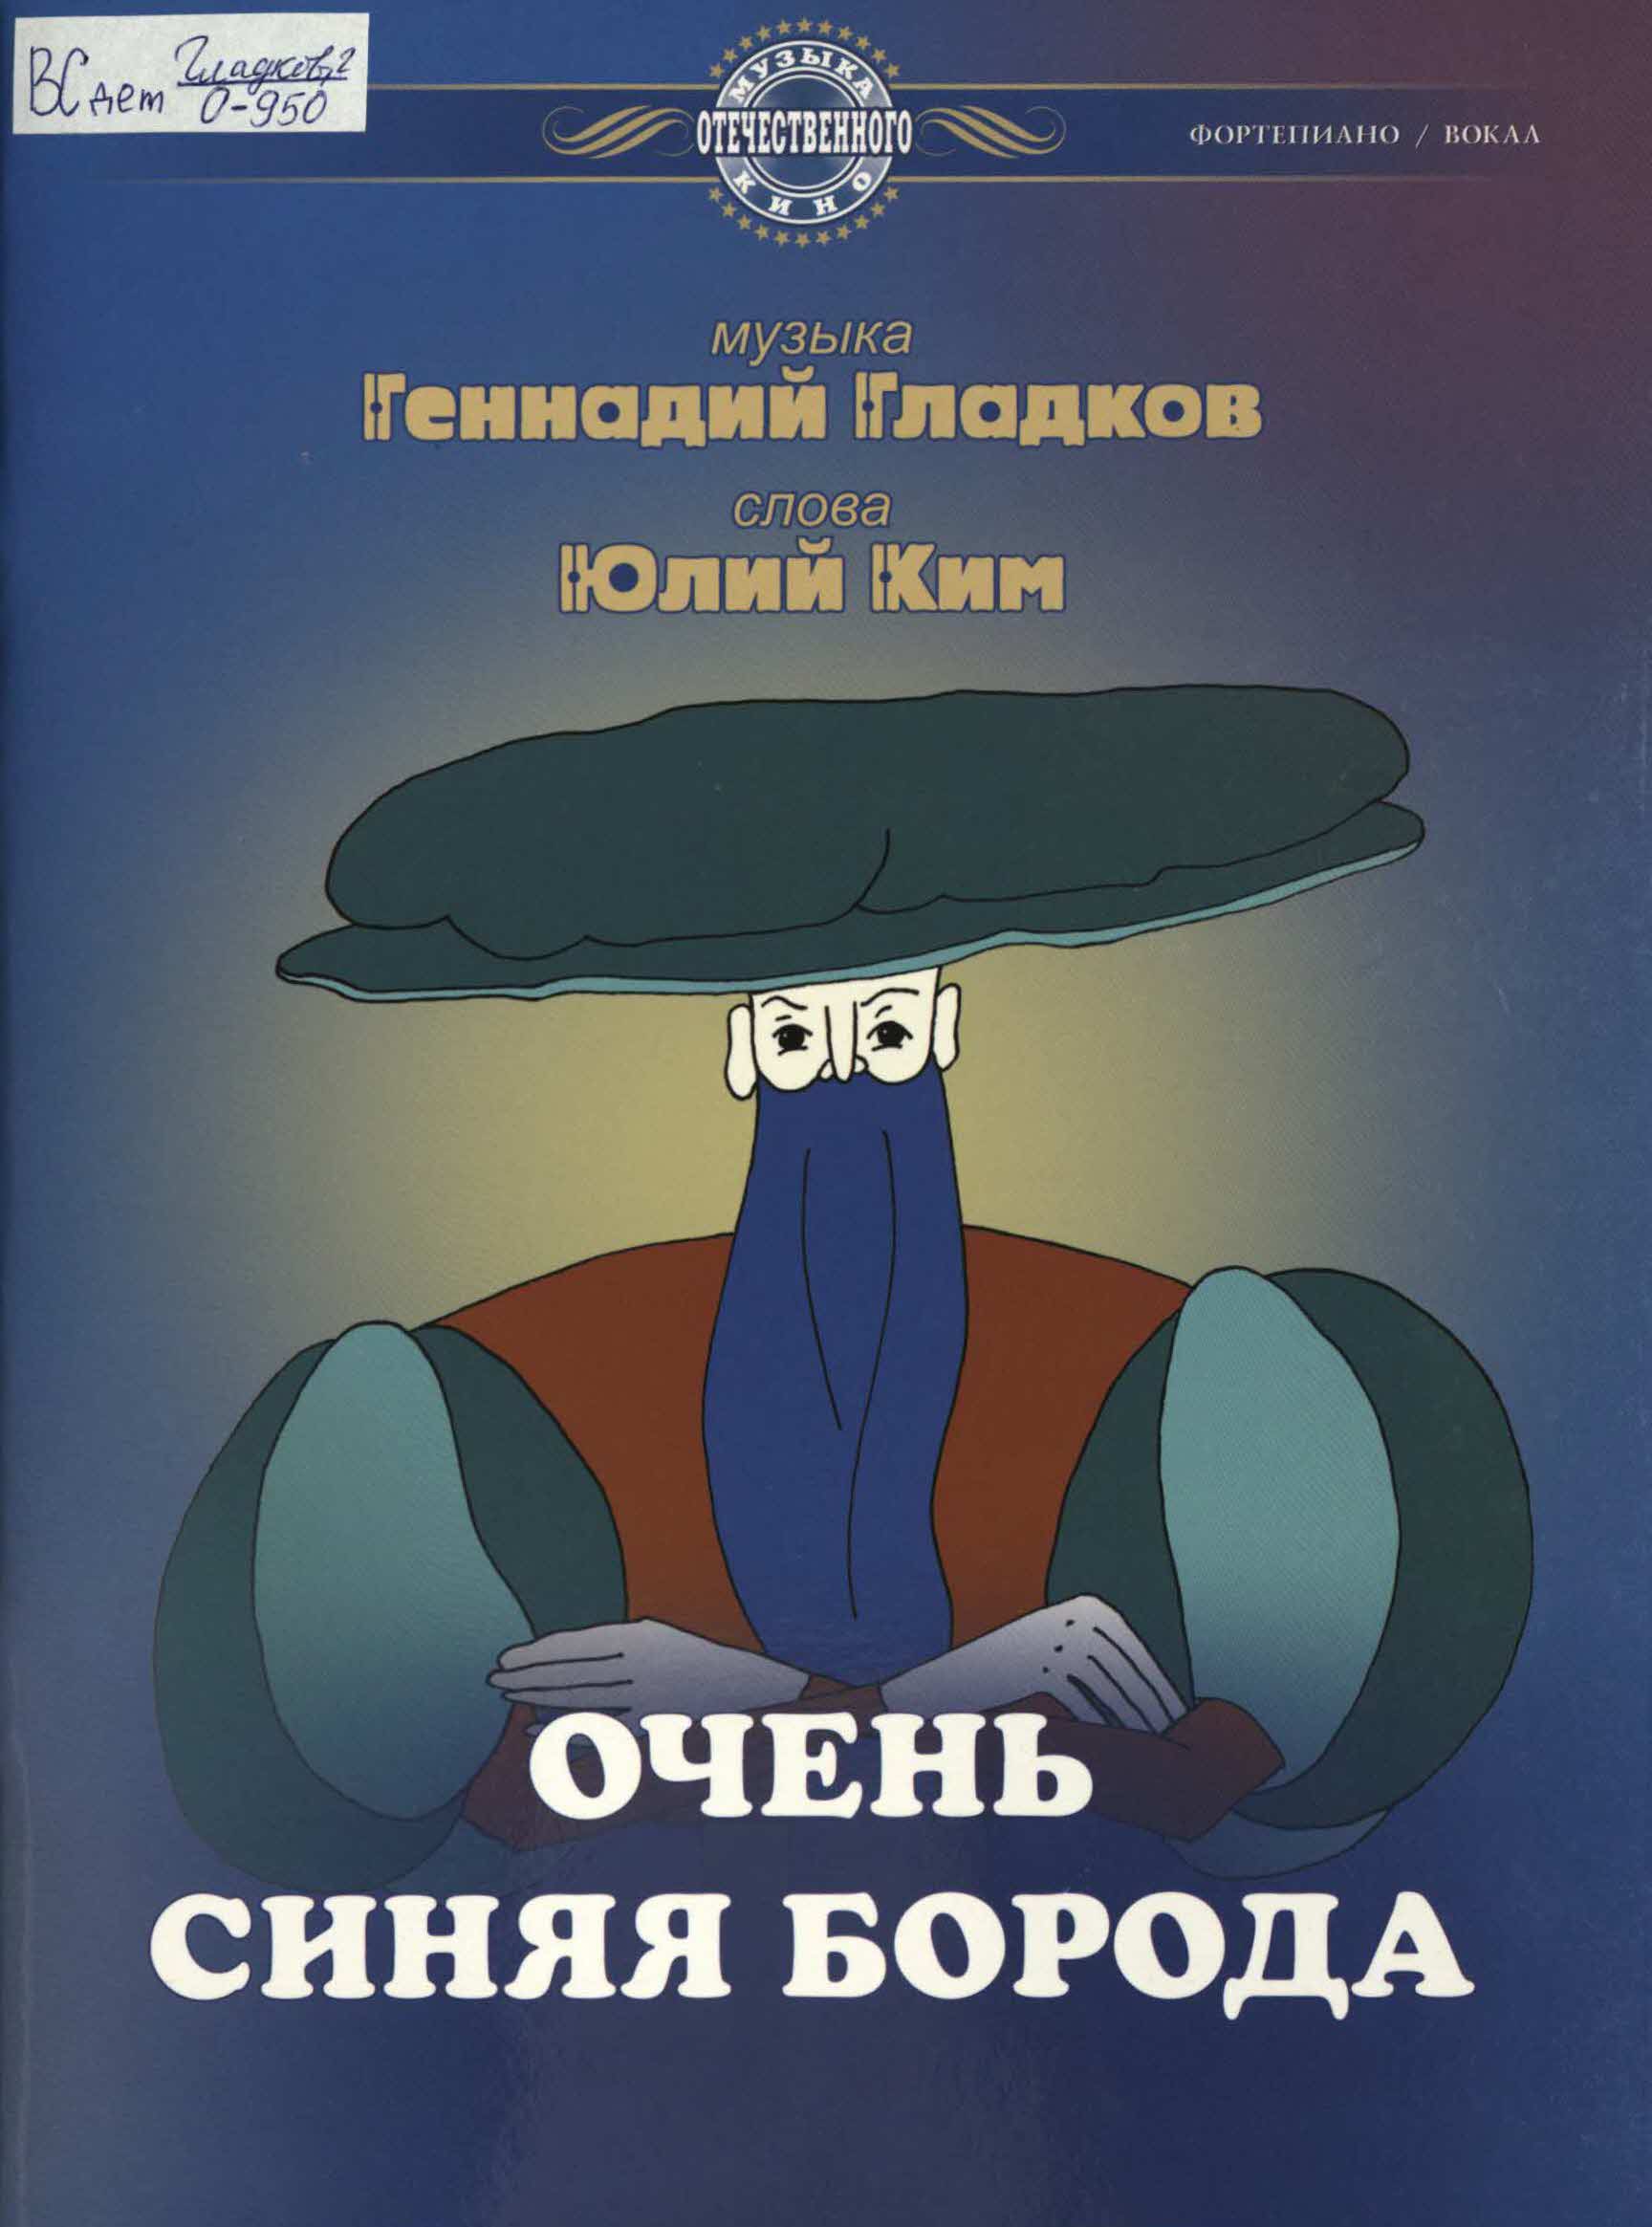 ВС дет Гладков, г
О-950
МУЗЫКА
ОТЕЧЕСТВЕННОГО
КИНО
ФОРТЕПИАНО / ВОКАЛ
музыка
Геннадий Гладков
слова
Юлий Ким
ОЧЕНЬ
СИНЯЯ БОРОДА